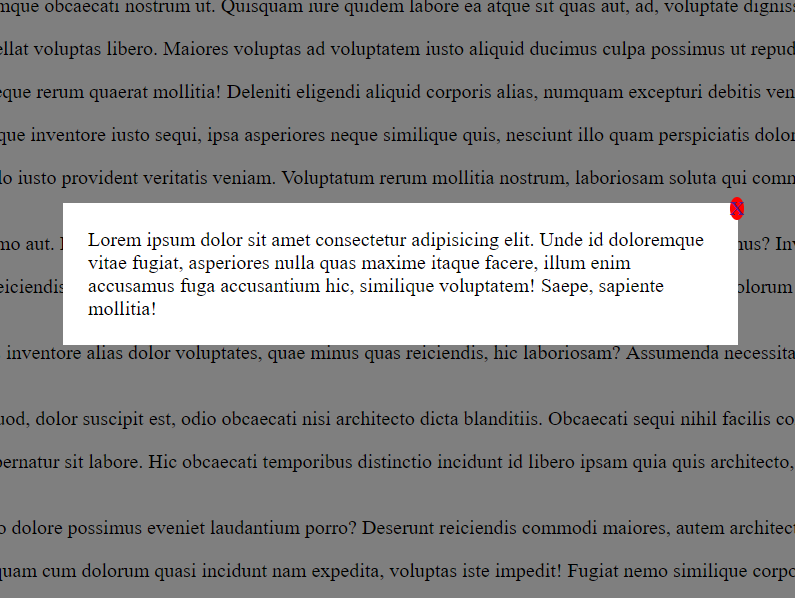 mque obcaecati nostrum ut. Quisquam iure quidem labore ea atque sit quas aut, ad, voluptate digniss
ellat voluptas libero. Maiores voluptas ad voluptatem iusto aliquid ducimus culpa possimus ut repud
eque rerum quaerat mollitia! Deleniti eligendi aliquid corporis alias, numquam excepturi debitis ven
que inventore iusto sequi, ipsa asperiores neque similique quis, nesciunt illo quam perspiciatis dolor
lo iusto provident veritatis veniam. Voluptatum rerum mollitia nostrum, laboriosam soluta qui comm
X
mo aut.
nus? Inv
Lorem ipsum dolor sit amet consectetur adipisicing elit. Unde id doloremque
vitae fugiat, asperiores nulla quas maxime itaque facere, illum enim
accusamus fuga accusantium hic, similique voluptatem! Saepe, sapiente
mollitia!
eiciendis
olorum
inventore alias dolor voluptates, quae minus quas reiciendis, hic laboriosam? Assumenda necessita
uod, dolor suscipit est, odio obcaecati nisi architecto dicta blanditiis. Obcaecati sequi nihil facilis co
pernatur sit labore. Hic obcaecati temporibus distinctio incidunt id libero ipsam quia quis architecto,
o dolore possimus eveniet laudantium porro? Deserunt reiciendis commodi maiores, autem architect
quam cum dolorum quasi incidunt nam expedita, voluptas iste impedit! Fugiat nemo similique corpo